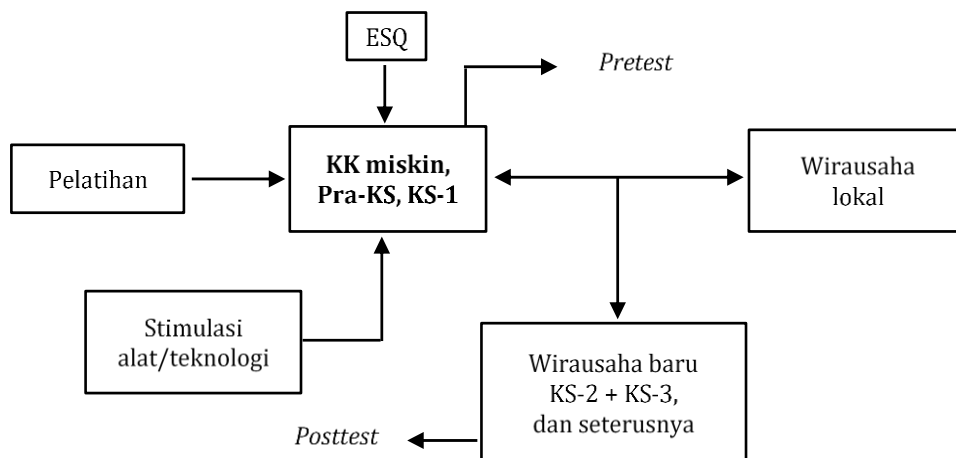 ESQ
Pretest
Pelatihan
KK miskin,
Pra-KS, KS-1
Wirausaha
lokal
Stimulasi
alat/teknologi
Wirausaha baru
KS-2 + KS-3,
dan seterusnya
Posttest